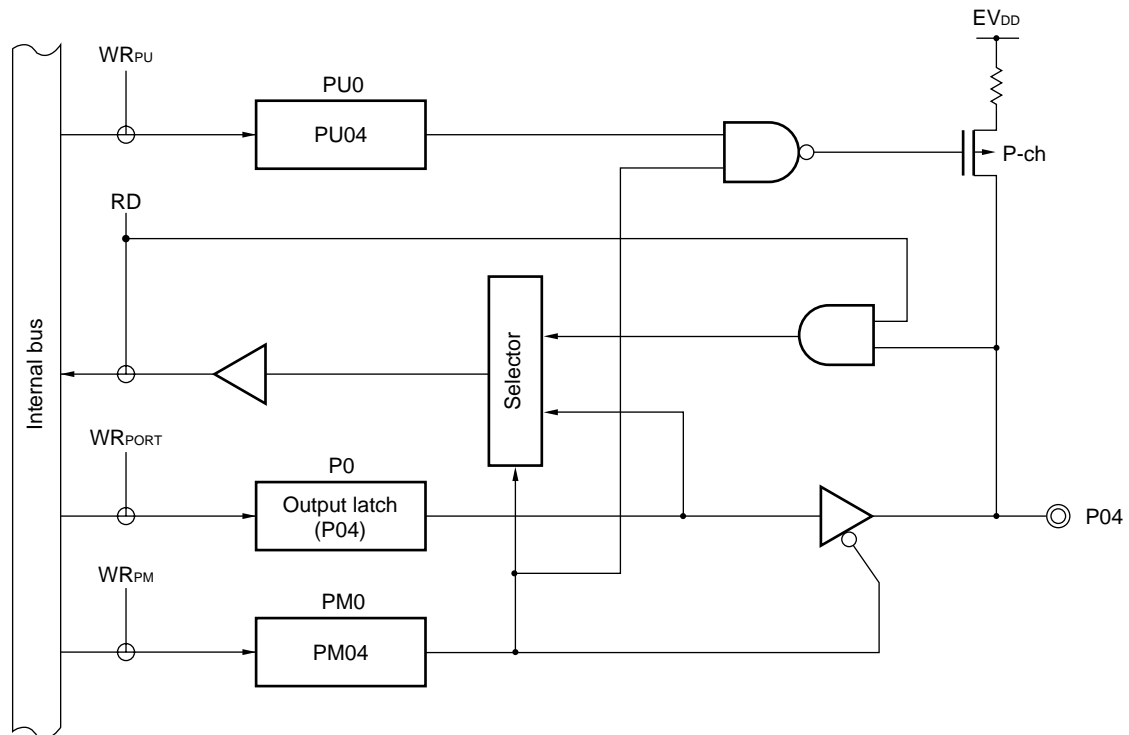 EVDD
WRPU
PU0
PU04
P-ch
RD
Selector
Internal bus
WRPORT
P0
Output latch
(P04)
P04
WRPM
PM0
PM04